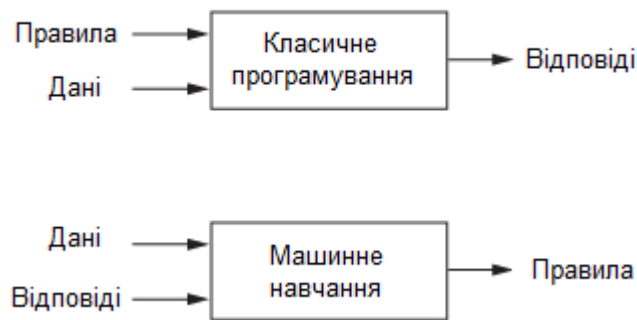 Правила
Дані
Класичне
програмування
Відповіді
Дані
Відповіді
Машинне
навчання
Правила